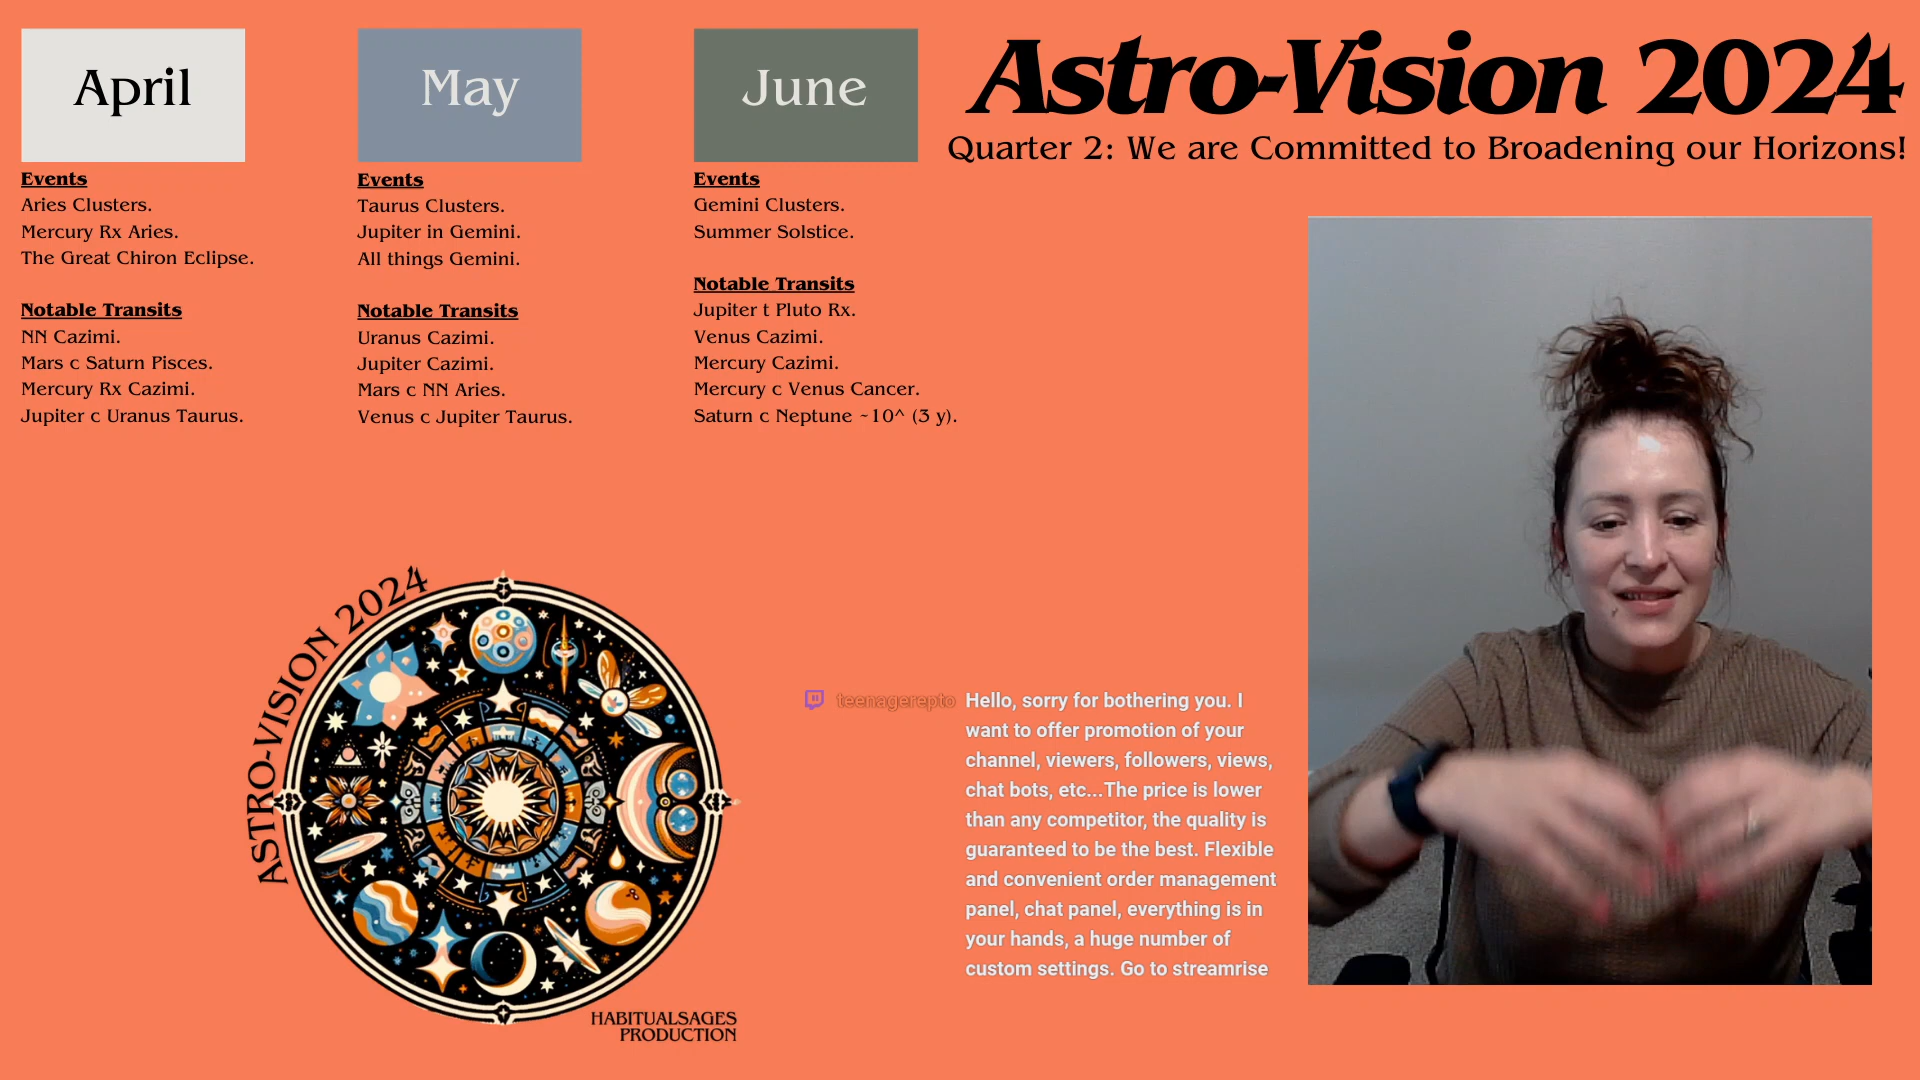 April
May
June
Astro-Vision 2024
Quarter 2: We are Committed to Broadening our Horizons!
Events
Aries Clusters.
Mercury Rx Aries.
The Great Chiron Eclipse.
Notable Transits
NN Cazimi.
Mars c Saturn Pisces.
Mercury Rx Cazimi.
Jupiter c Uranus Taurus.
Events
Taurus Clusters.
Jupiter in Gemini.
All things Gemini.
Notable Transits
Uranus Cazimi.
Jupiter Cazimi.
Mars c NN Aries.
Venus c Jupiter Taurus.
Events
Gemini Clusters.
Summer Solstice.
Notable Transits
Jupiter t Pluto Rx.
Venus Cazimi.
Mercury Cazimi.
Mercury c Venus Cancer.
Saturn c Neptune ~10^ (3 y).
ASTRO-VISION 2024
HABITUALSAGES
PRODUCTION
teenagerepto Hello, sorry for bothering you. I
want to offer promotion of your
channel, viewers, followers, views,
chat bots, etc...The price is lower
than any competitor, the quality is
guaranteed to be the best. Flexible
and convenient order management
panel, chat panel, everything is in
your hands, a huge number of
custom settings. Go to streamrise